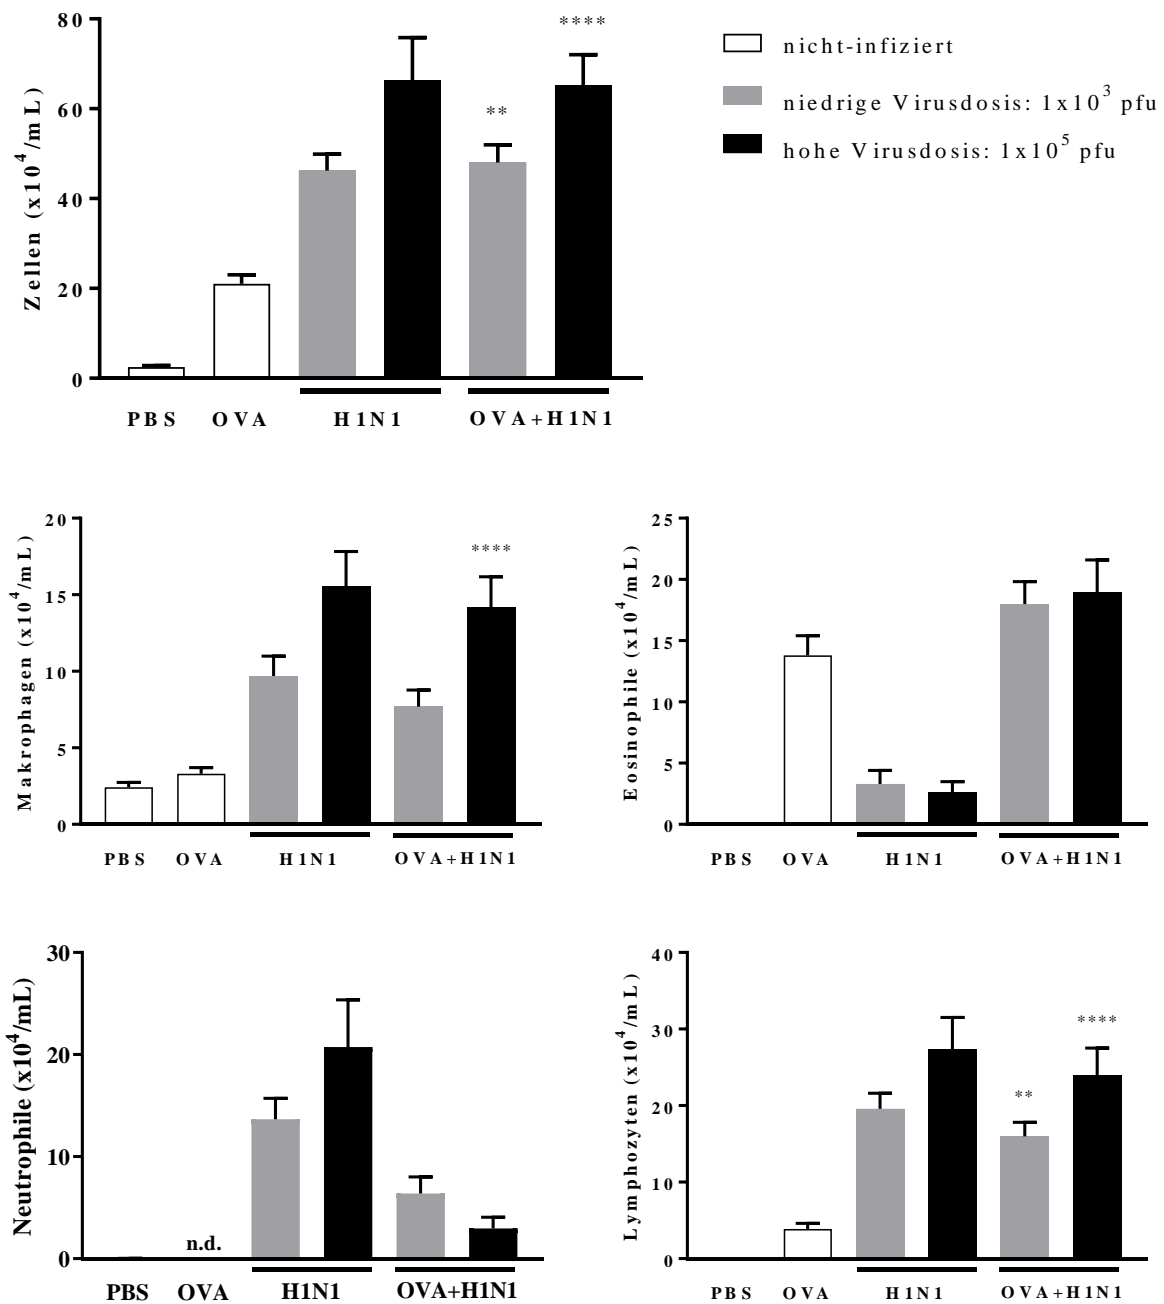 80
60
40
20
0
Zellen (x10⁴/mL)
**
****
PBS OVA H1N1 OVA+H1N1
nicht-infiziert
niedrige Virusdosis: 1x10³ pfu
hohe Virusdosis: 1x10⁵ pfu
20
15
10
5
0
Makrophagen (x10⁴/mL)
****
PBS OVA H1N1 OVA+H1N1
25
20
15
10
5
0
Eosinophile (x10⁴/mL)
PBS OVA H1N1 OVA+H1N1
30
20
10
0
Neutrophile (x10⁴/mL)
n.d.
PBS OVA H1N1 OVA+H1N1
40
30
20
10
0
Lymphozyten (x10⁴/mL)
**
****
PBS OVA H1N1 OVA+H1N1